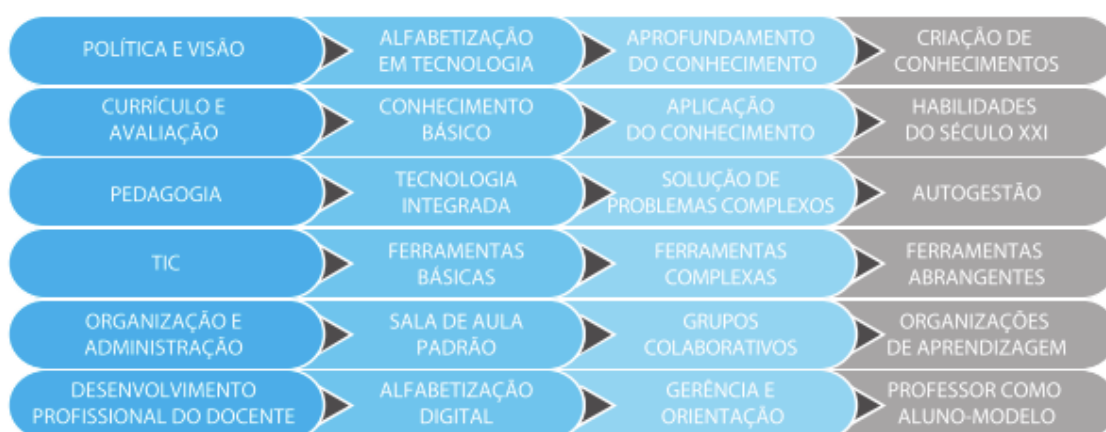 POLÍTICA E VISÃO
ALFABETIZAÇÃO
EM TECNOLOGIA
APROFUNDAMENTO
DO CONHECIMENTO
CRIAÇÃO DE
CONHECIMENTOS
CURRÍCULO E
AVALIAÇÃO
CONHECIMENTO
BÁSICO
APLICAÇÃO
DO CONHECIMENTO
HABILIDADES
DO SÉCULO XXI
PEDAGOGIA
TECNOLOGIA
INTEGRADA
SOLUÇÃO DE
PROBLEMAS COMPLEXOS
AUTOGESTÃO
TIC
FERRAMENTAS
BÁSICAS
FERRAMENTAS
COMPLEXAS
FERRAMENTAS
ABRANGENTES
ORGANIZAÇÃO E
ADMINISTRAÇÃO
SALA DE AULA
PADRÃO
GRUPOS
COLABORATIVOS
ORGANIZAÇÕES
DE APRENDIZAGEM
DESENVOLVIMENTO
PROFISSIONAL DO DOCENTE
ALFABETIZAÇÃO
DIGITAL
GERÊNCIA E
ORIENTAÇÃO
PROFESSOR COMO
ALUNO-MODELO